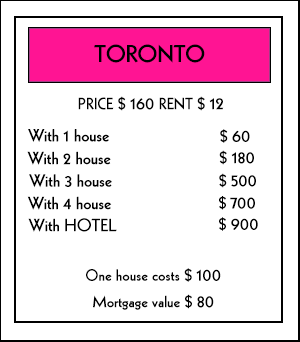 TORONTO
PRICE $ 160 RENT $ 12
With 1 house $ 60
With 2 house $ 180
With 3 house $ 500
With 4 house $ 700
With HOTEL $ 900
One house costs $ 100
Mortgage value $ 80